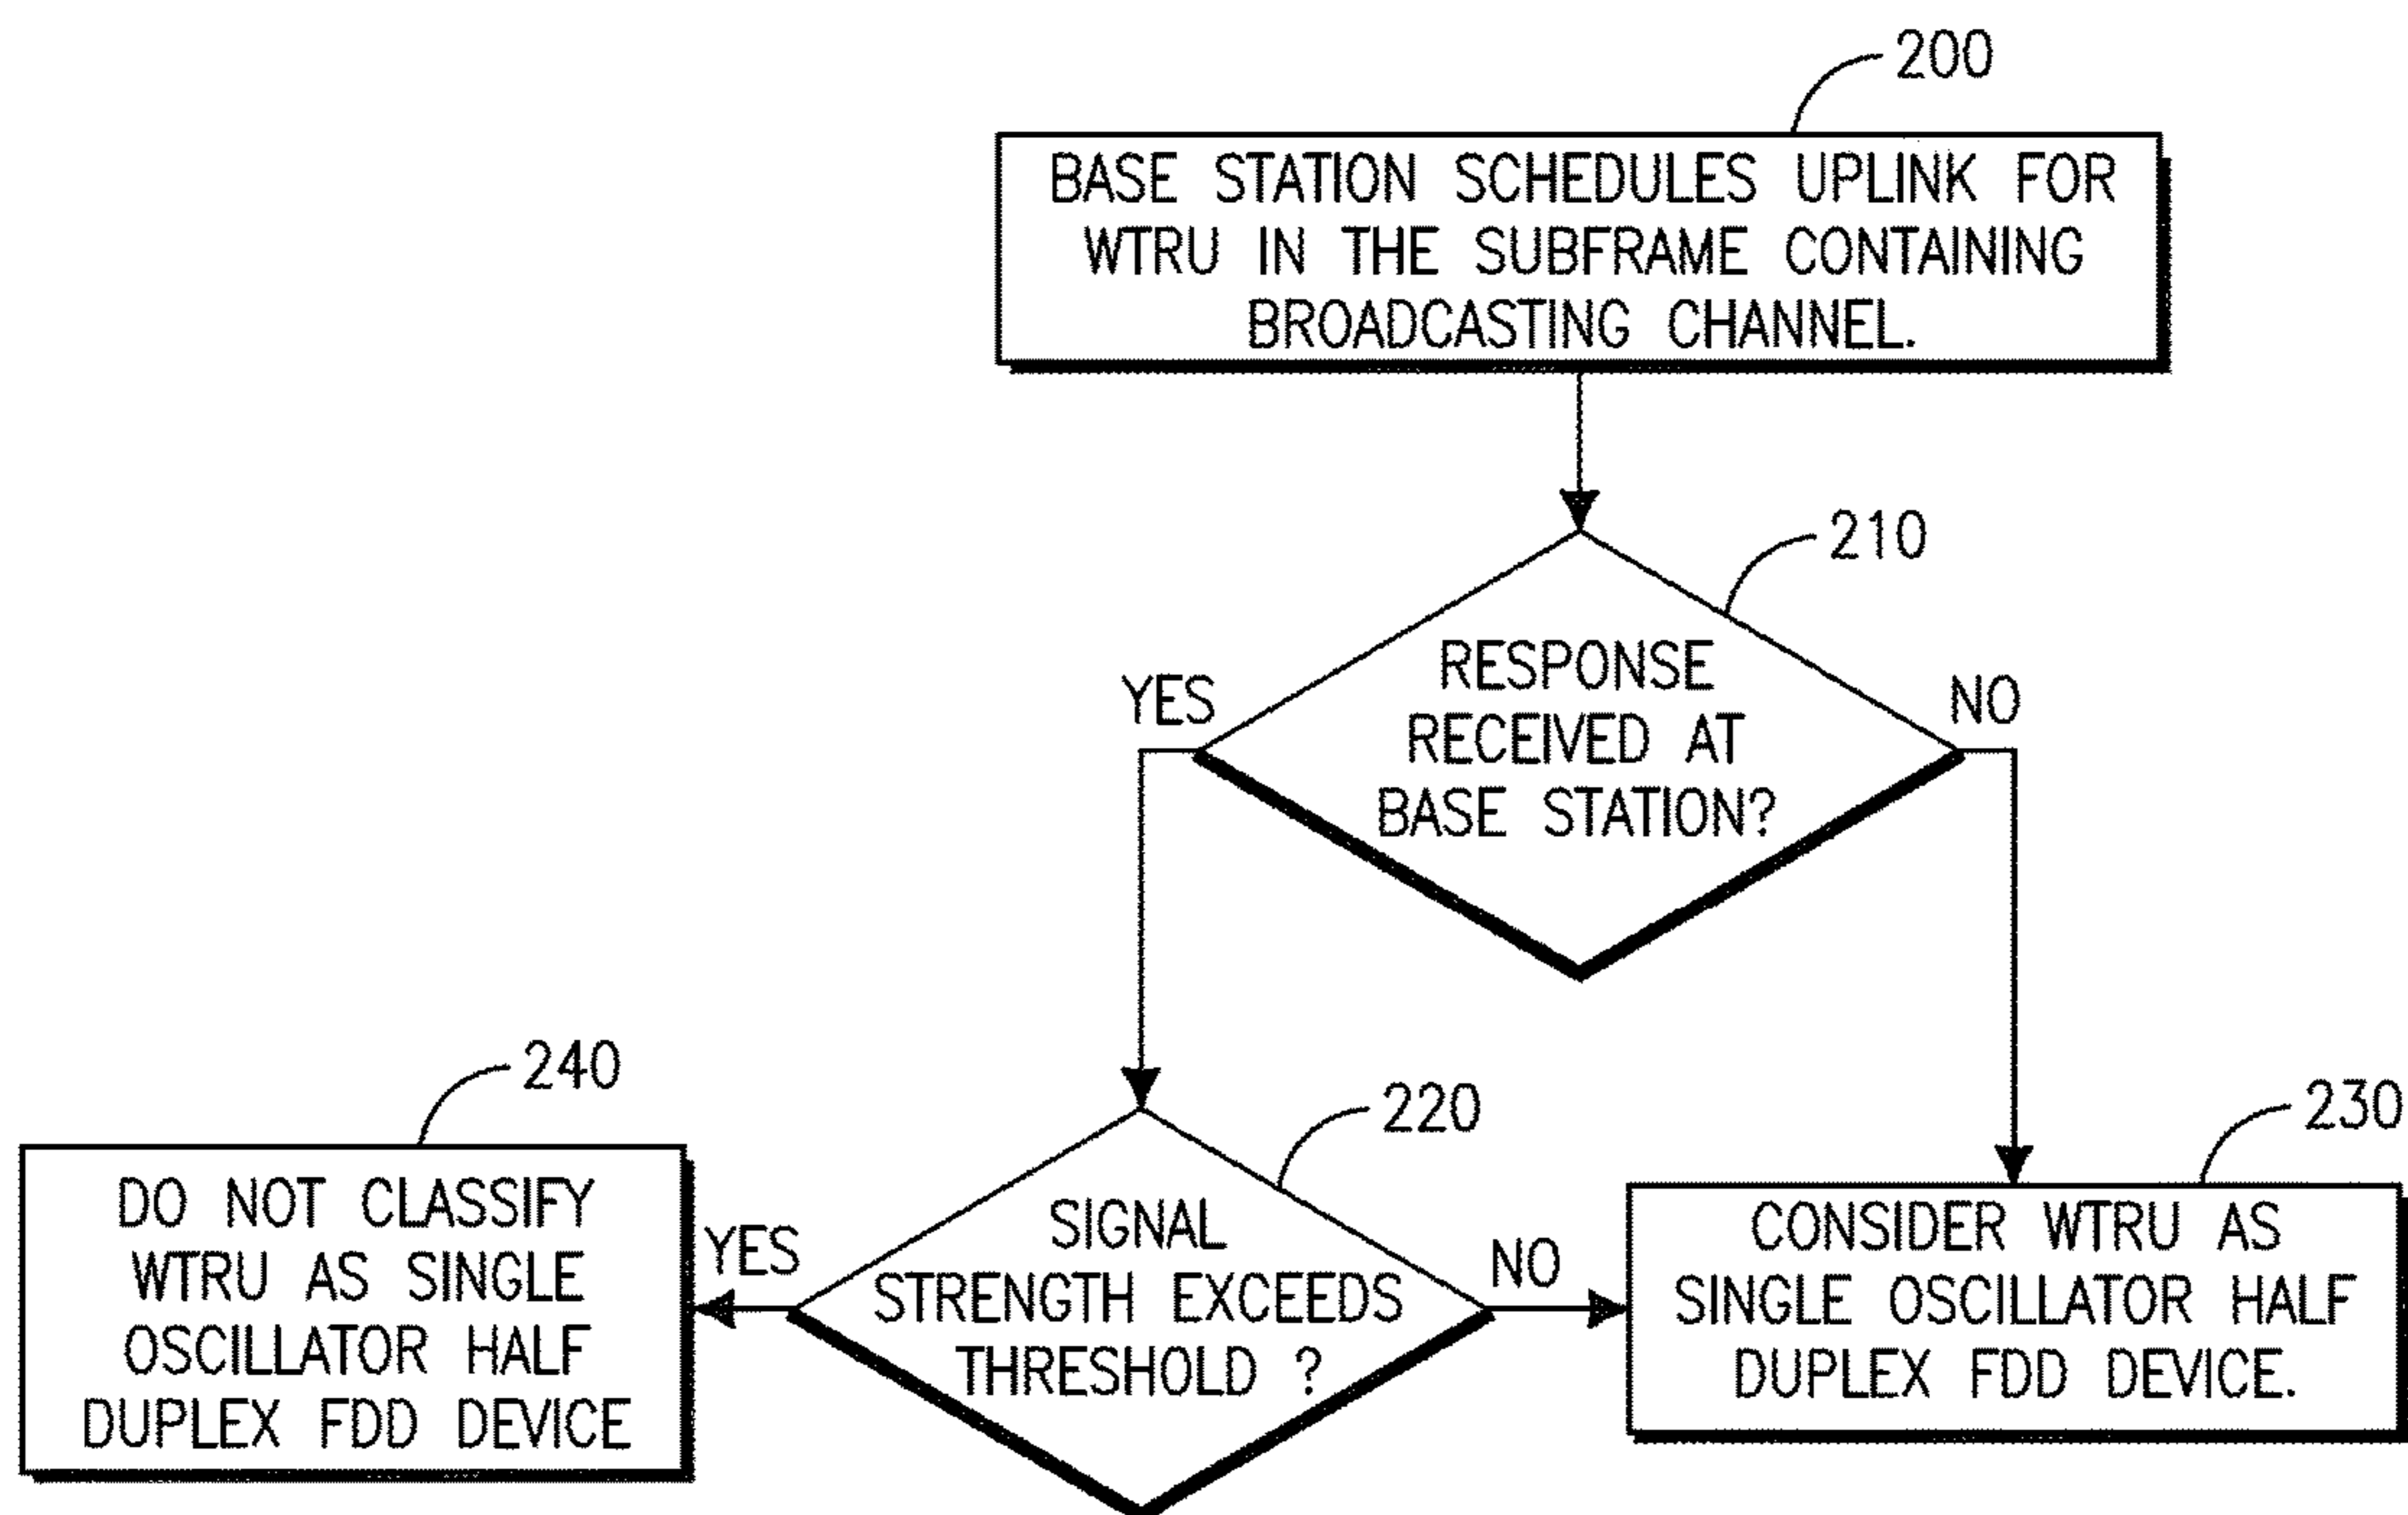 200
BASE STATION SCHEDULES UPLINK FOR
WTRU IN THE SUBFRAME CONTAINING
BROADCASTING CHANNEL.
210
RESPONSE
RECEIVED AT
BASE STATION?
YES
NO
240
DO NOT CLASSIFY
WTRU AS SINGLE
OSCILLATOR HALF
DUPLEX FDD DEVICE
220
SIGNAL
STRENGTH EXCEEDS
THRESHOLD ?
YES
NO
230
CONSIDER WTRU AS
SINGLE OSCILLATOR HALF
DUPLEX FDD DEVICE.